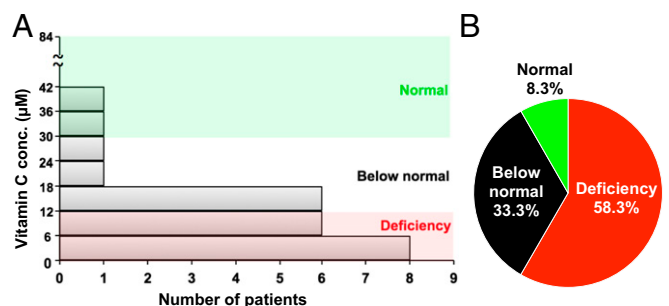 A
B
Vitamin C conc. (µM)
84
42
36
30
24
18
12
6
0
Normal
Below normal
Deficiency
0 1 2 3 4 5 6 7 8 9
Number of patients
Normal
8.3%
Below
normal
33.3%
Deficiency
58.3%